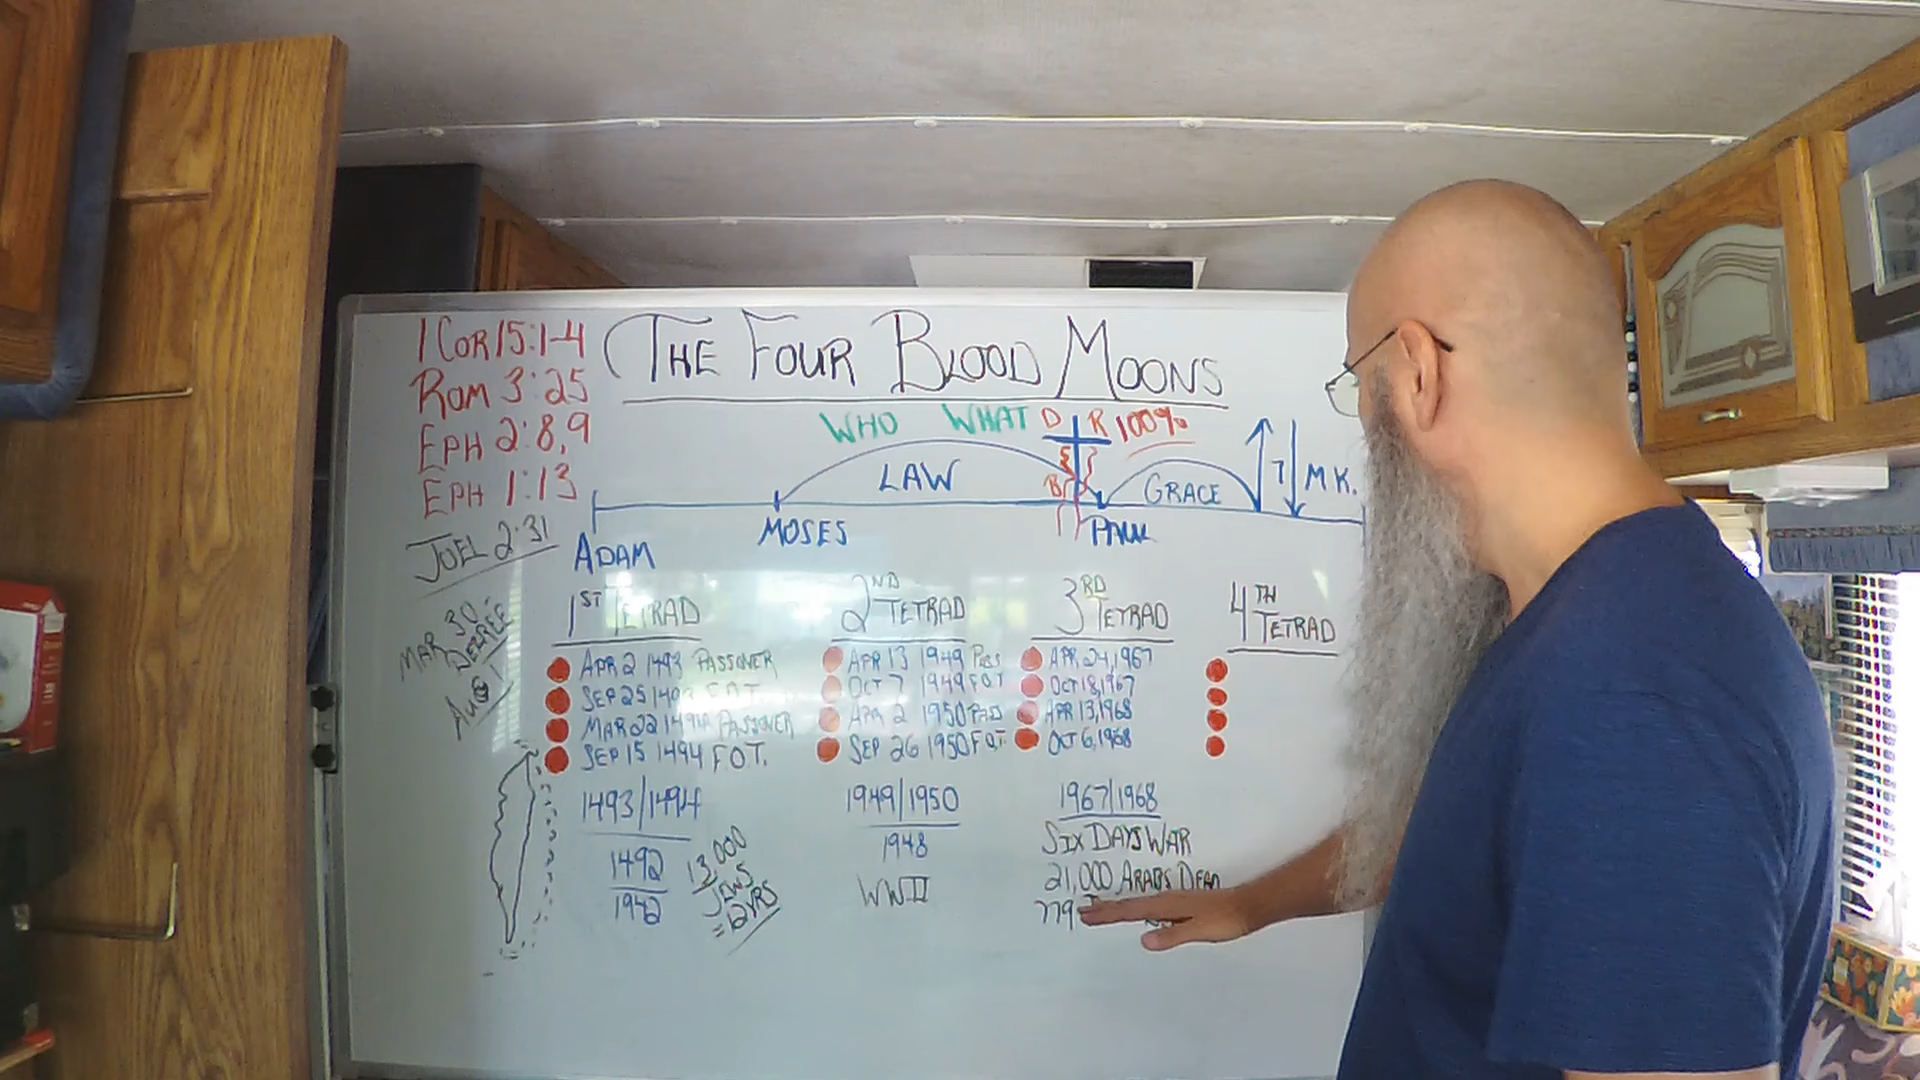 1 COR 15:1-4
ROM 3:25
EPH 2:8,9
EPH 1:13
JOEL 2:31
MAR 30
DECREE
AUG 1
THE FOUR BLOOD MOONS
WHO WHAT D R 100%
B
LAW
GRACE
7
M K.
ADAM
MOSES
PAUL
1ST TETRAD
APR 2 1493 PASSOVER
SEP 25 1493 F.O.T.
MAR 22 1494 PASSOVER
SEP 15 1494 F.O.T.
1493/1494
1492
1942
13,000
JEWS
=12YRS
2ND TETRAD
APR 13 1949 PASS
OCT 7 1949 F.O.T
APR 2 1950 PASS
SEP 26 1950 F.O.T.
1949/1950
1948
WWII
3RD TETRAD
APR 24, 1967
OCT 18, 1967
APR 13, 1968
OCT 6, 1968
1967/1968
SIX DAYS WAR
21,000 ARABS DEAD
779
4TH TETRAD